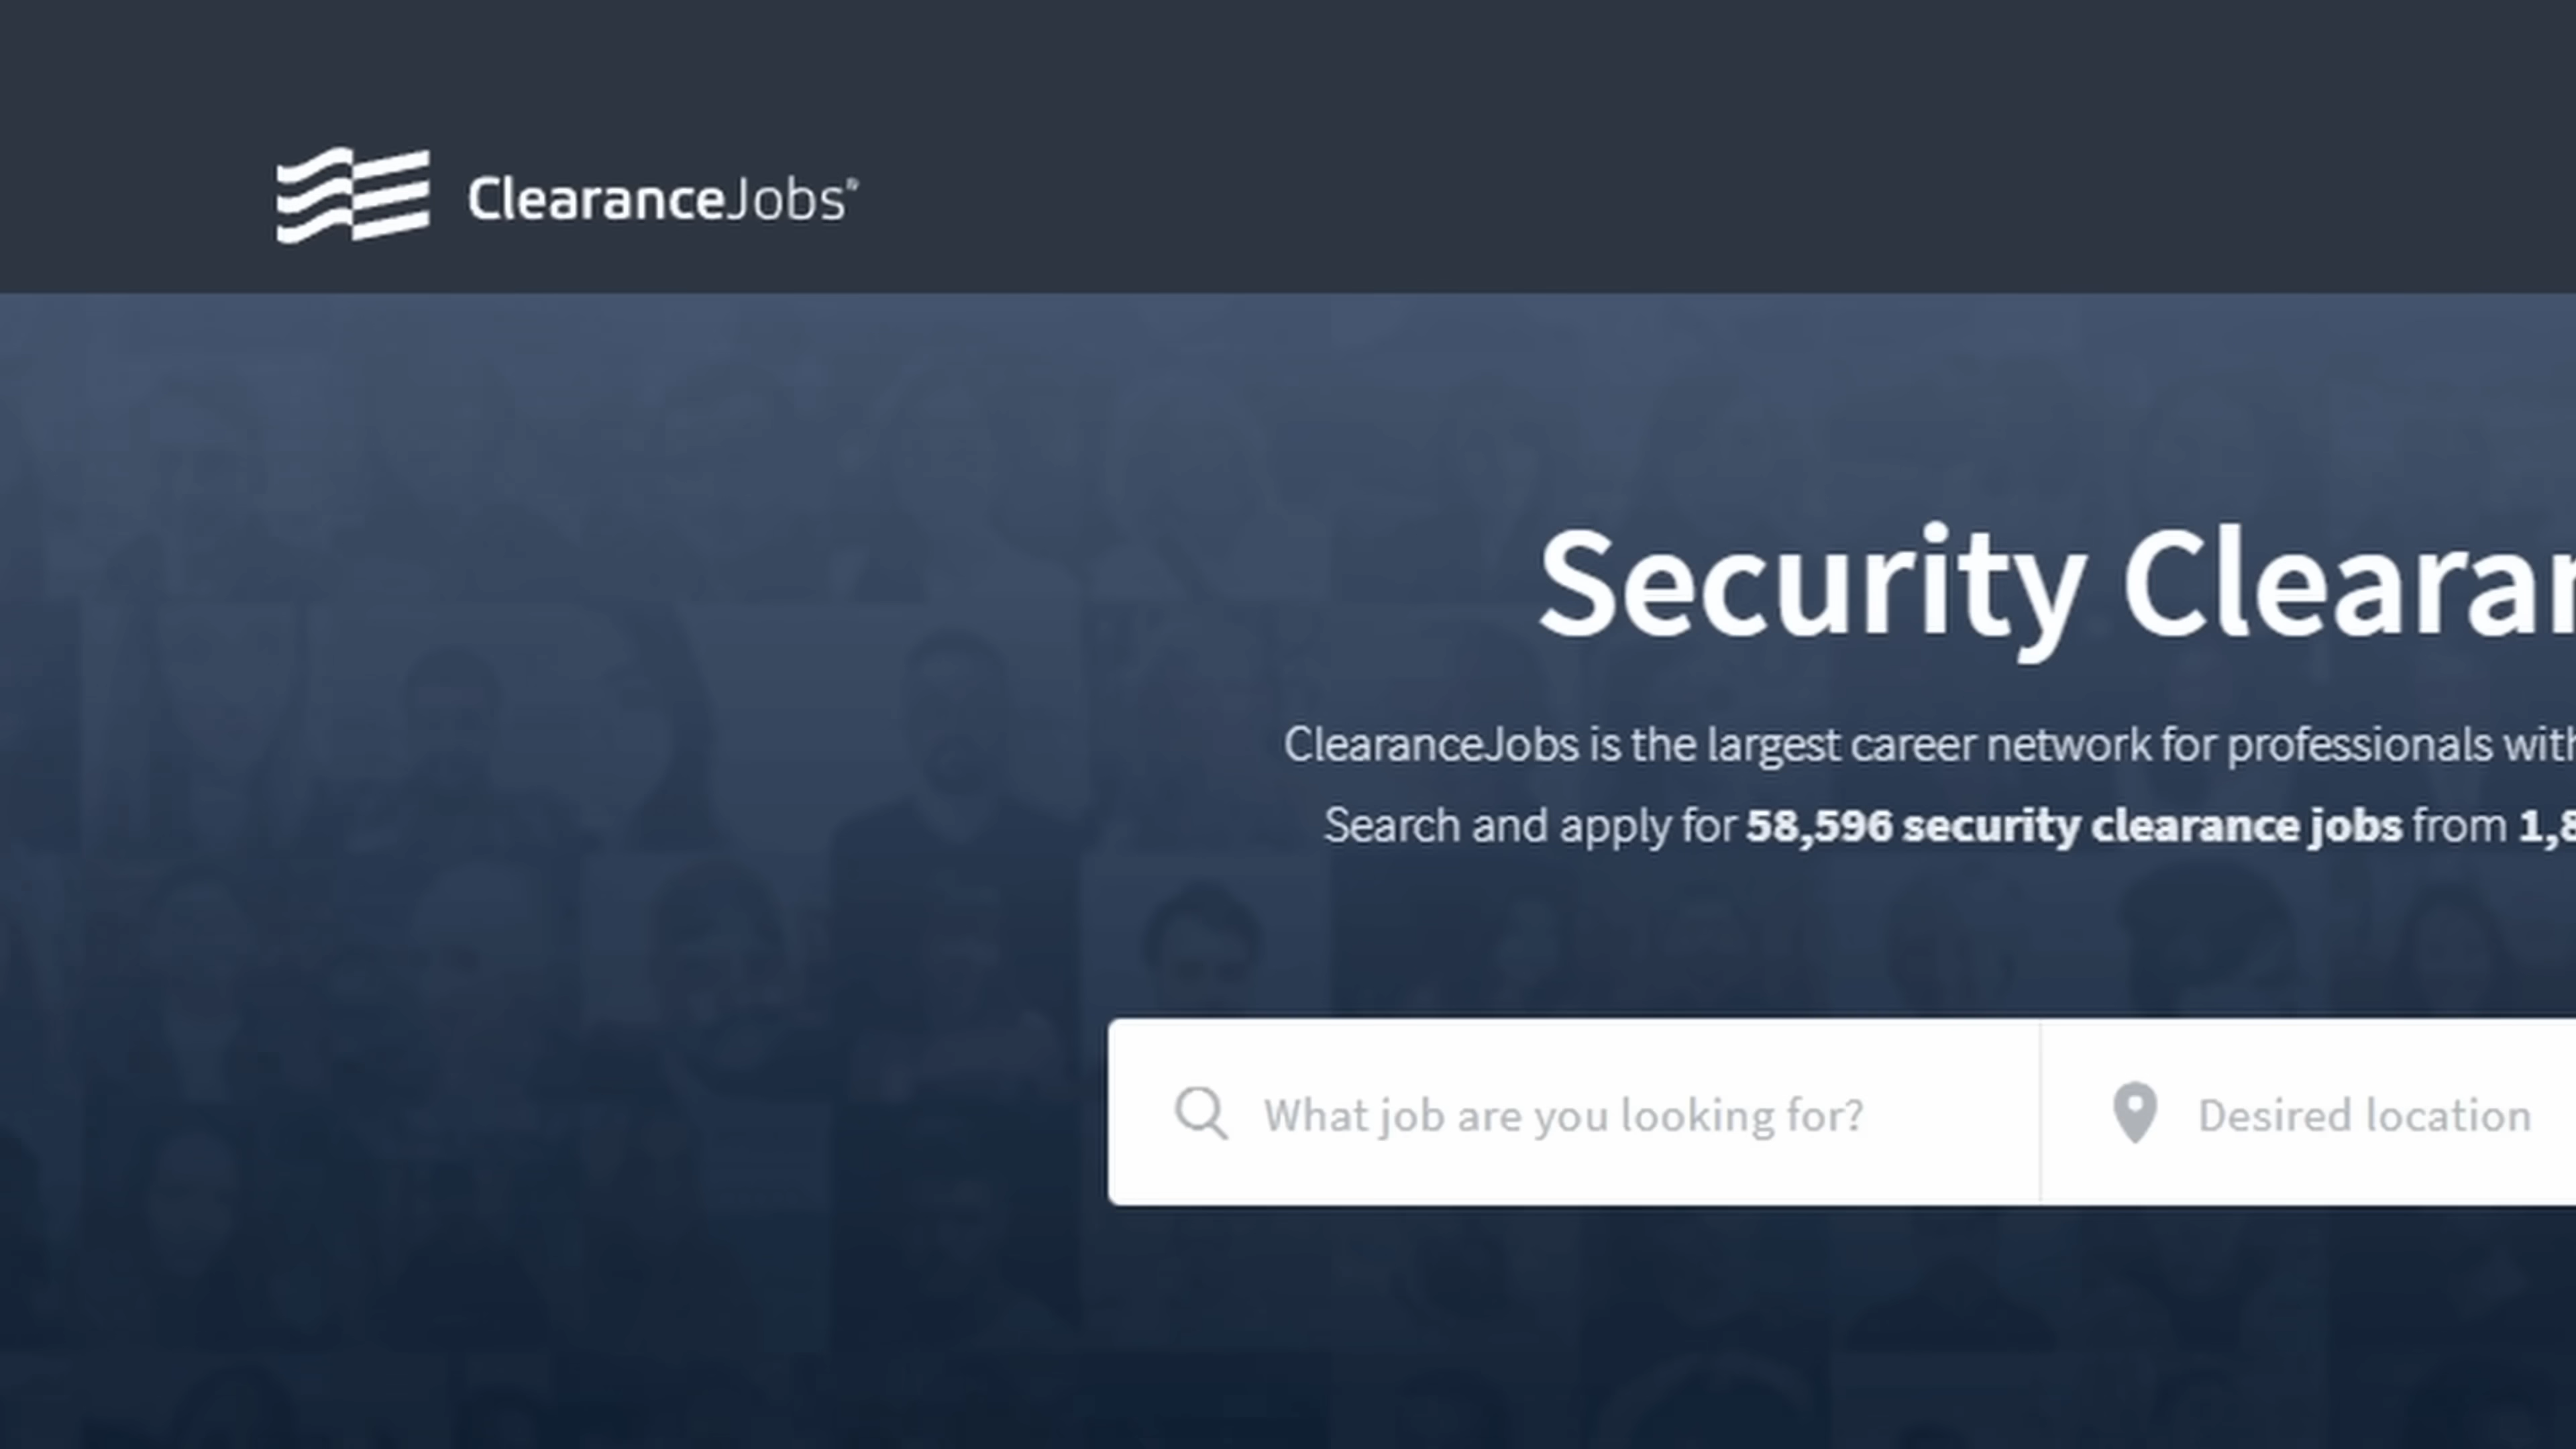 ClearanceJobs®
Security Clearan
ClearanceJobs is the largest career network for professionals with
Search and apply for 58,596 security clearance jobs from 1,8
What job are you looking for?
Desired location